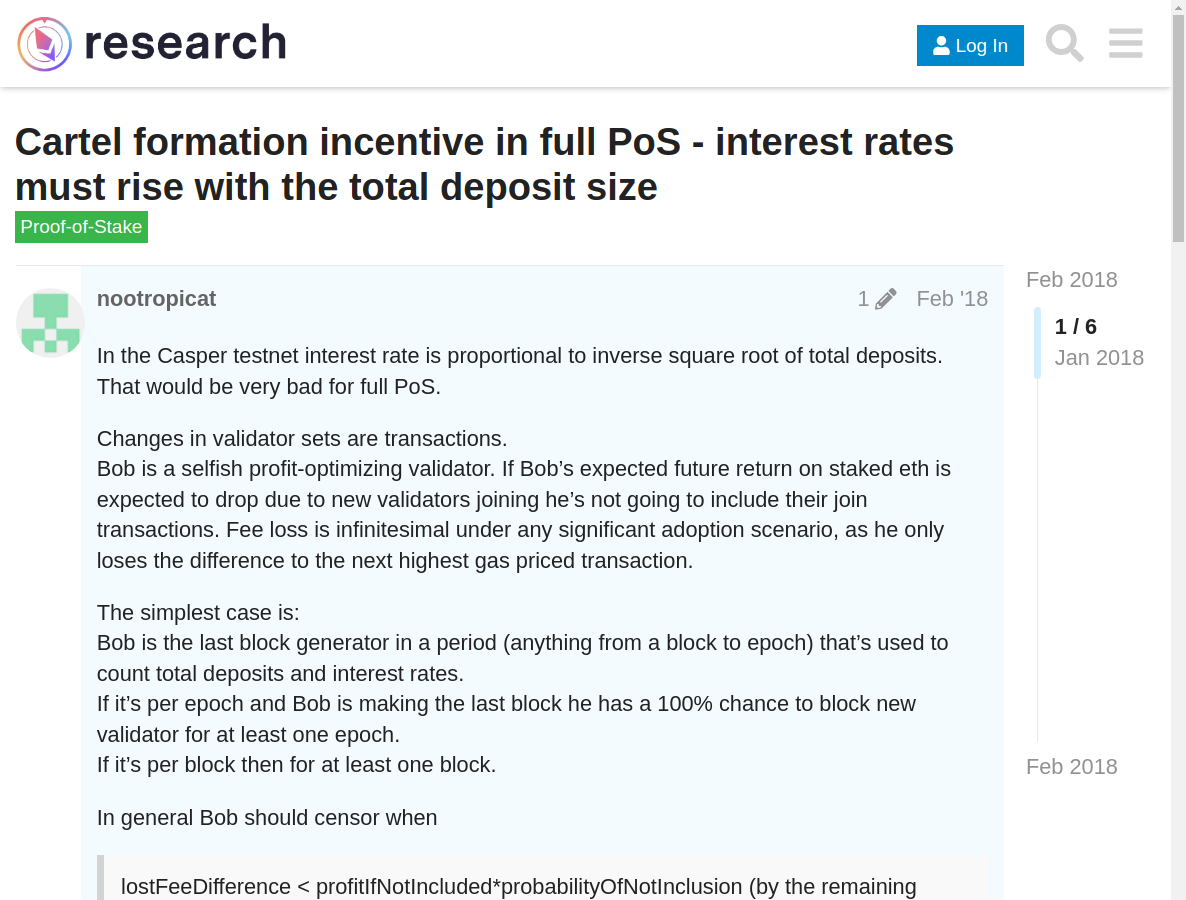 research
Log In
Cartel formation incentive in full PoS - interest rates
must rise with the total deposit size
Proof-of-Stake
nootropicat
1
Feb '18
In the Casper testnet interest rate is proportional to inverse square root of total deposits.
That would be very bad for full PoS.
Changes in validator sets are transactions.
Bob is a selfish profit-optimizing validator. If Bob’s expected future return on staked eth is
expected to drop due to new validators joining he’s not going to include their join
transactions. Fee loss is infinitesimal under any significant adoption scenario, as he only
loses the difference to the next highest gas priced transaction.
The simplest case is:
Bob is the last block generator in a period (anything from a block to epoch) that’s used to
count total deposits and interest rates.
If it’s per epoch and Bob is making the last block he has a 100% chance to block new
validator for at least one epoch.
If it’s per block then for at least one block.
In general Bob should censor when
lostFeeDifference < profitIfNotIncluded*probabilityOfNotInclusion (by the remaining
Feb 2018
1 / 6
Jan 2018
Feb 2018